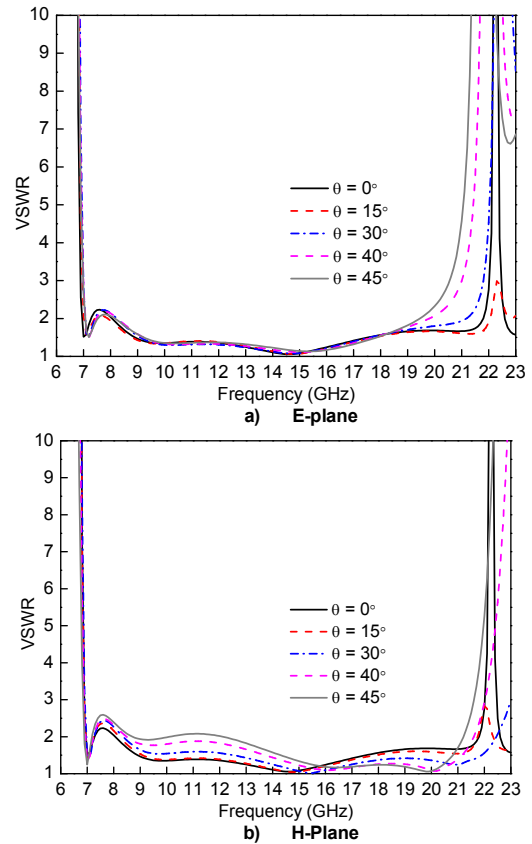 10
9
8
7
6
5
4
3
2
1
VSWR
θ = 0°
θ = 15°
θ = 30°
θ = 40°
θ = 45°
6 7 8 9 10 11 12 13 14 15 16 17 18 19 20 21 22 23
Frequency (GHz)
a) E-plane
10
9
8
7
6
5
4
3
2
1
VSWR
θ = 0°
θ = 15°
θ = 30°
θ = 40°
θ = 45°
6 7 8 9 10 11 12 13 14 15 16 17 18 19 20 21 22 23
Frequency (GHz)
b) H-Plane